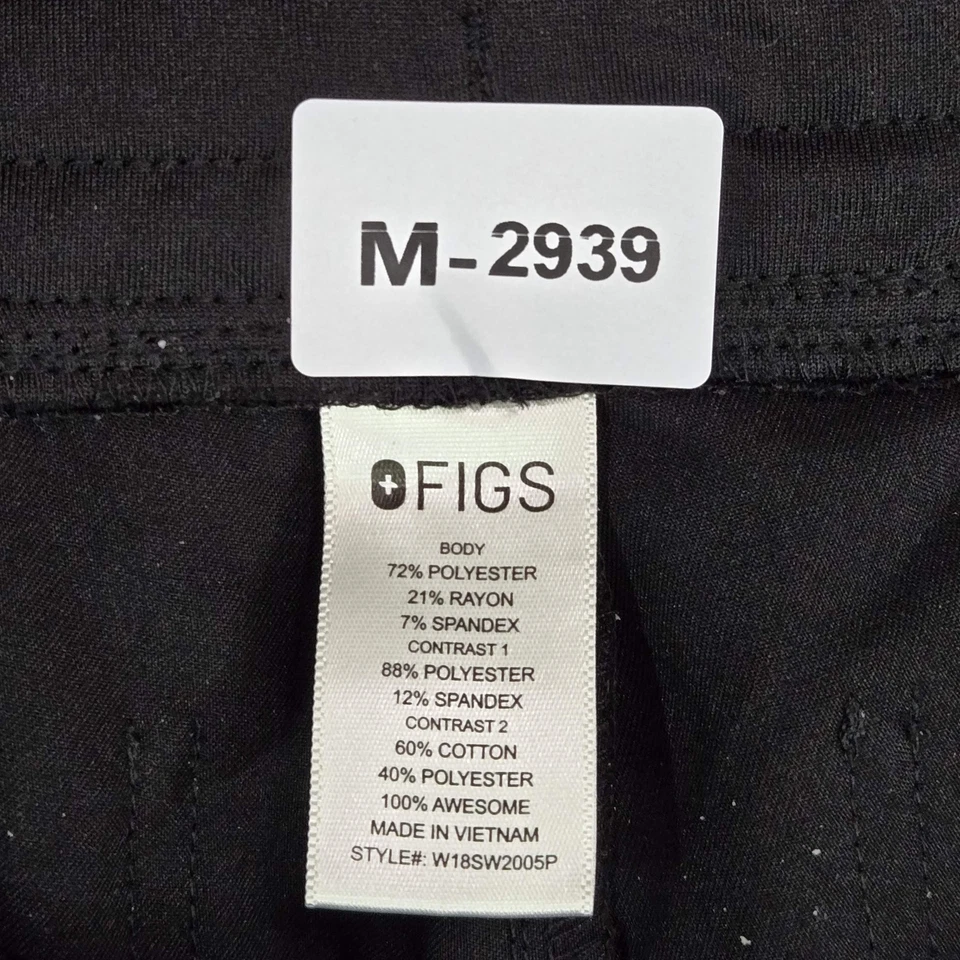 M-2939
FIGS
BODY
72% POLYESTER
21% RAYON
7% SPANDEX
CONTRAST 1
88% POLYESTER
12% SPANDEX
CONTRAST 2
60% COTTON
40% POLYESTER
100% AWESOME
MADE IN VIETNAM
STYLE#: W18SW2005P